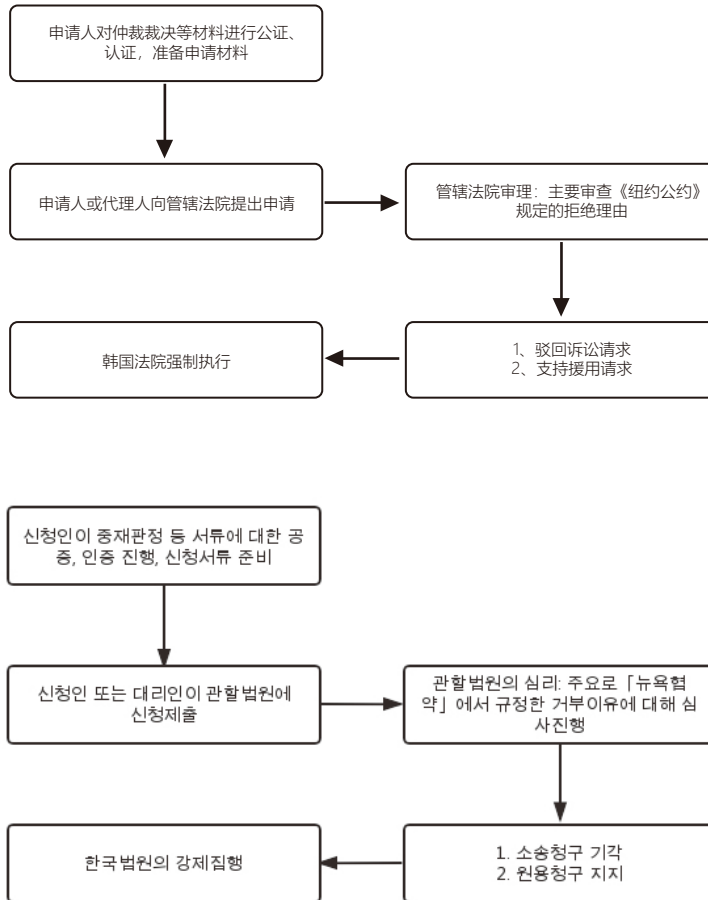 申请人对仲裁裁决等材料进行公证、
认证，准备申请材料
申请人或代理人向管辖法院提出申请
管辖法院审理：主要审查《纽约公约》
规定的拒绝理由
1、驳回诉讼请求
2、支持援用请求
韩国法院强制执行
신청인이 중재판정 등 서류에 대한 공
증, 인증 진행, 신청서류 준비
신청인 또는 대리인이 관할법원에
신청제출
관할법원의 심리: 주요로「뉴욕협
약」에서 규정한 거부이유에 대해 심
사진행
1. 소송청구 기각
2. 원용청구 지지
한국법원의 강제집행